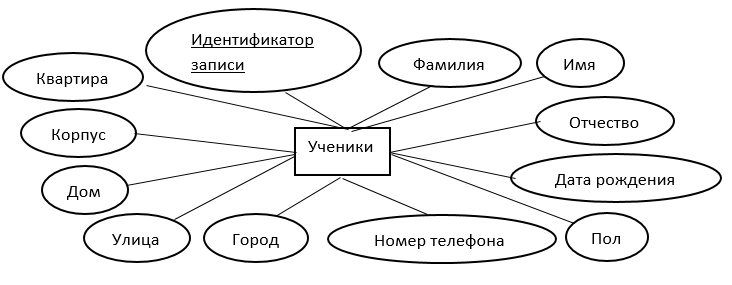 Идентификатор
записи
Фамилия
Имя
Квартира
Корпус
Ученики
Отчество
Дом
Дата рождения
Улица
Город
Номер телефона
Пол